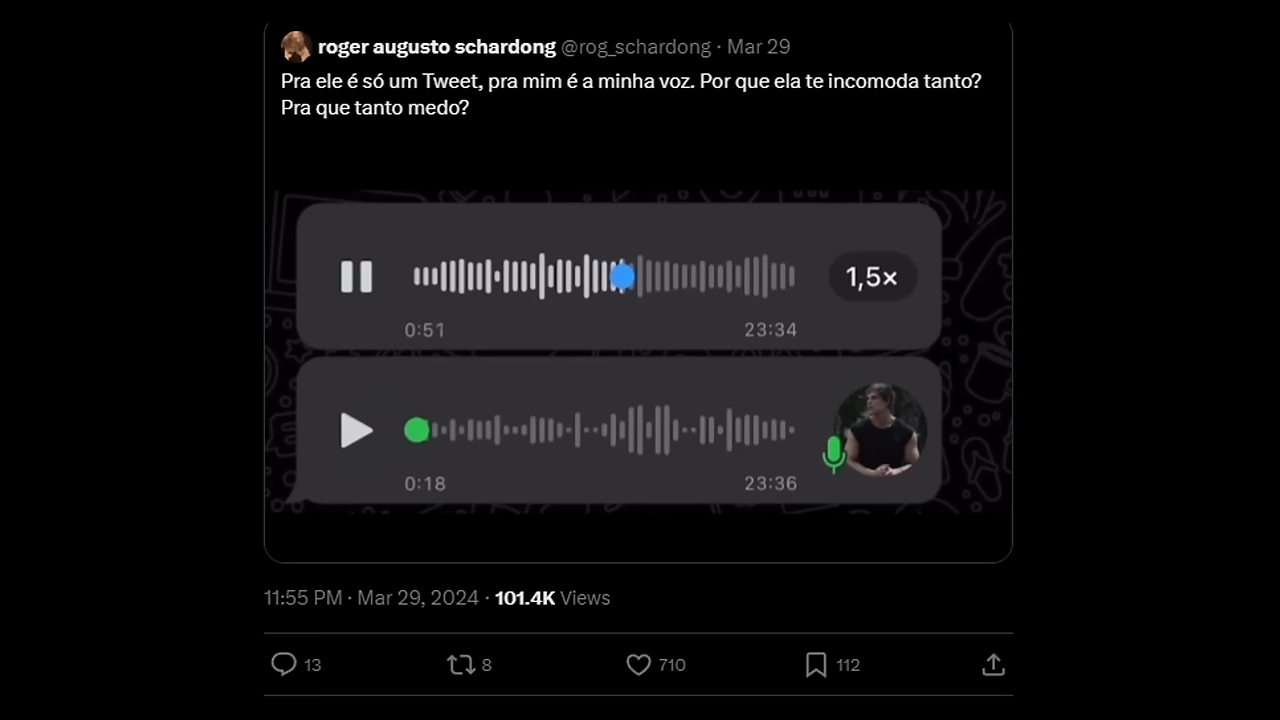 roger augusto schardong @rog_schardong · Mar 29
Pra ele é só um Tweet, pra mim é a minha voz. Por que ela te incomoda tanto?
Pra que tanto medo?
1,5×
0:51 23:34
0:18 23:36
11:55 PM · Mar 29, 2024 · 101.4K Views
13 8 710 112